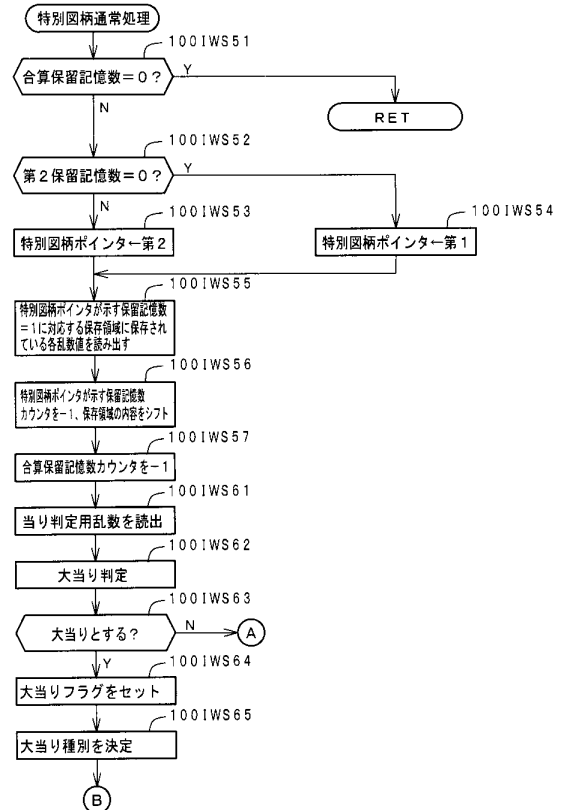 特別図柄通常処理
100IWS51
合算保留記憶数=0?
Y
N
RET
100IWS52
第2保留記憶数=0?
Y
N
100IWS53
特別図柄ポインタ←第2
100IWS54
特別図柄ポインタ←第1
100IWS55
特別図柄ポインタが示す保留記憶数
=1に対応する保存領域に保存され
ている各乱数値を読み出す
100IWS56
特別図柄ポインタが示す保留記憶数
カウンタを-1、保存領域の内容をシフト
100IWS57
合算保留記憶数カウンタを-1
100IWS61
当り判定用乱数を読出
100IWS62
大当り判定
100IWS63
大当りとする?
N
A
Y
100IWS64
大当りフラグをセット
100IWS65
大当り種別を決定
B